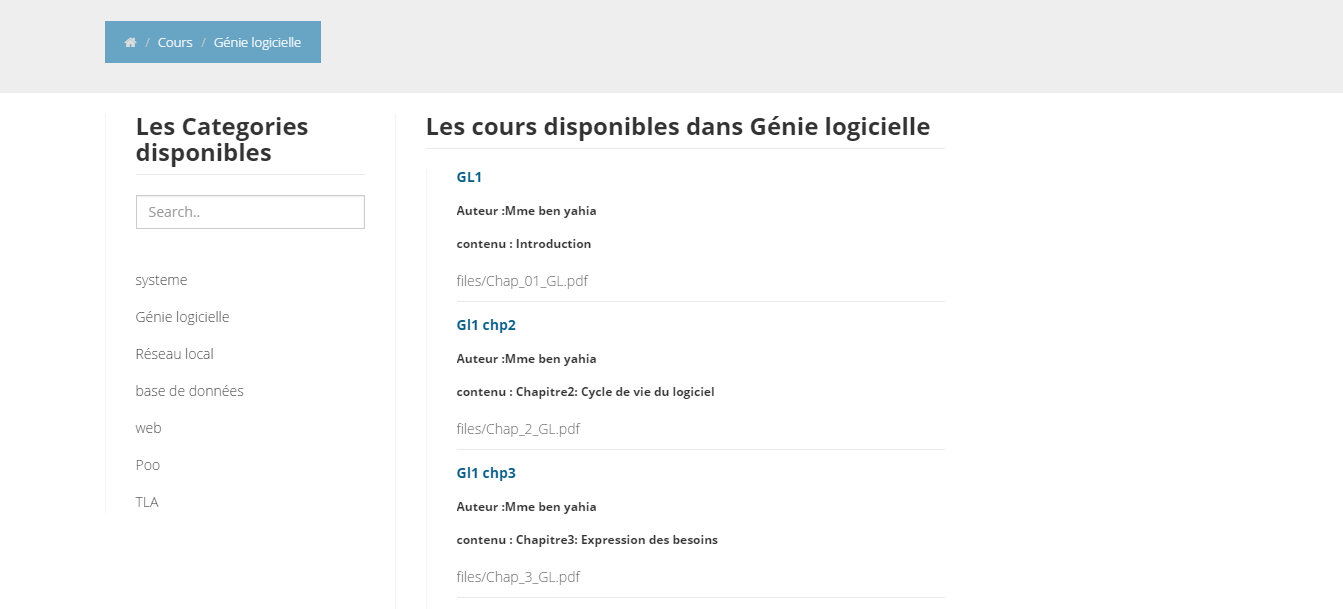 / Cours / Génie logicielle
Les Categories
disponibles
Search..
systeme
Génie logicielle
Réseau local
base de données
web
Poo
TLA
Les cours disponibles dans Génie logicielle
GL1
Auteur :Mme ben yahia
contenu : Introduction
files/Chap_01_GL.pdf
Gl1 chp2
Auteur :Mme ben yahia
contenu : Chapitre2: Cycle de vie du logiciel
files/Chap_2_GL.pdf
Gl1 chp3
Auteur :Mme ben yahia
contenu : Chapitre3: Expression des besoins
files/Chap_3_GL.pdf